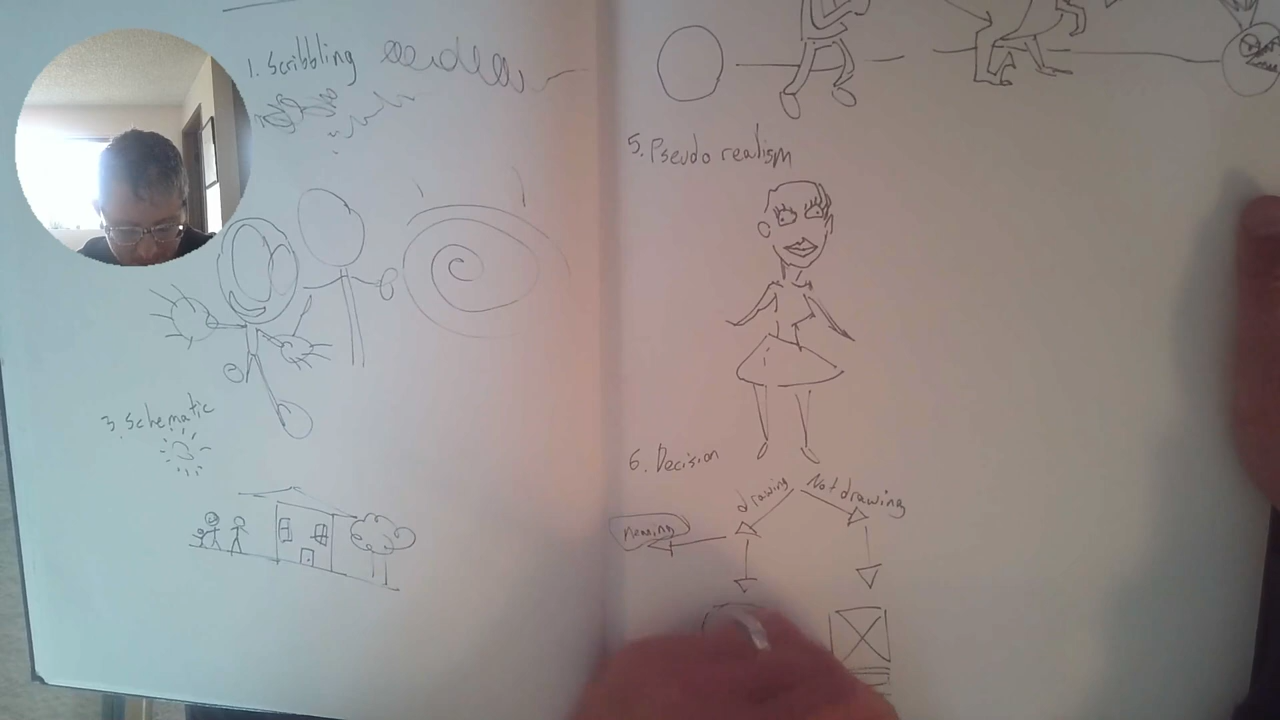 1. Scribbling
3. Schematic
5. Pseudo realism
6. Decision
drawing
Not drawing